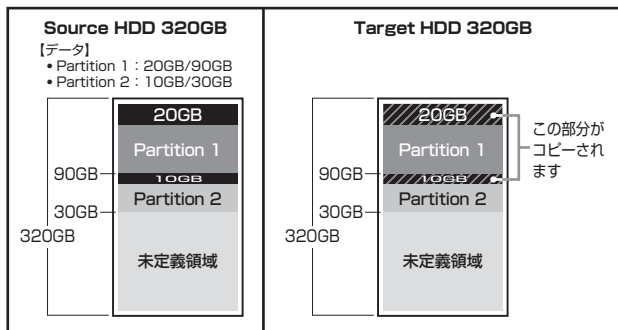 Source HDD 320GB
【データ】
• Partition 1：20GB/90GB
• Partition 2：10GB/30GB
20GB
Partition 1
90GB
10GB
Partition 2
30GB
320GB
未定義領域
Target HDD 320GB
20GB
Partition 1
90GB
10GB
Partition 2
30GB
320GB
未定義領域
この部分が
コピーされ
ます